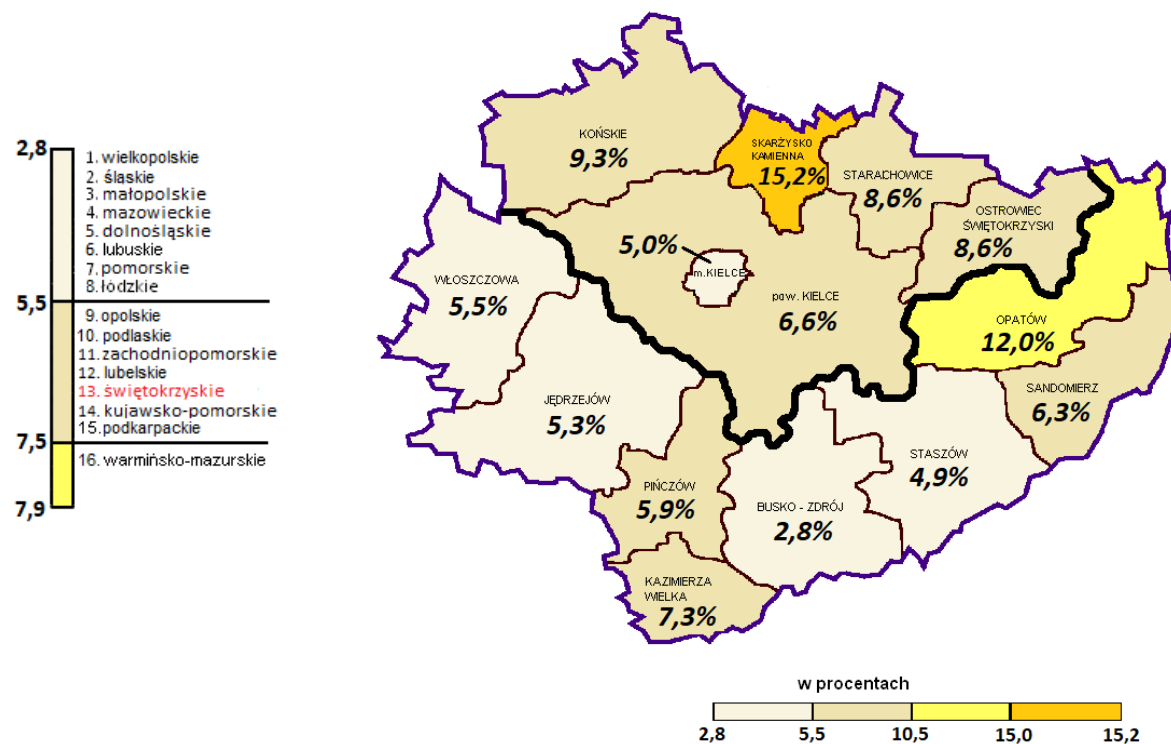 2,8
1. wielkopolskie
2. śląskie
3. małopolskie
4. mazowieckie
5. dolnośląskie
6. lubuskie
7. pomorskie
8. łódzkie
5,5
9. opolskie
10. podlaskie
11. zachodniopomorskie
12. lubelskie
13. świętokrzyskie
14. kujawsko-pomorskie
15. podkarpackie
7,5
16. warmińsko-mazurskie
7,9
KOŃSKIE
9,3%
SKARŻYSKO
KAMIENNA
15,2%
STARACHOWICE
8,6%
OSTROWIEC
ŚWIĘTOKRZYSKI
8,6%
5,0%
m. KIELCE
WŁOSZCZOWA
5,5%
pow. KIELCE
6,6%
OPATÓW
12,0%
SANDOMIERZ
6,3%
JĘDRZEJÓW
5,3%
STASZÓW
4,9%
PIŃCZÓW
5,9%
BUSKO - ZDRÓJ
2,8%
KAZIMIERZA
WIELKA
7,3%
w procentach
2,8 5,5 10,5 15,0 15,2